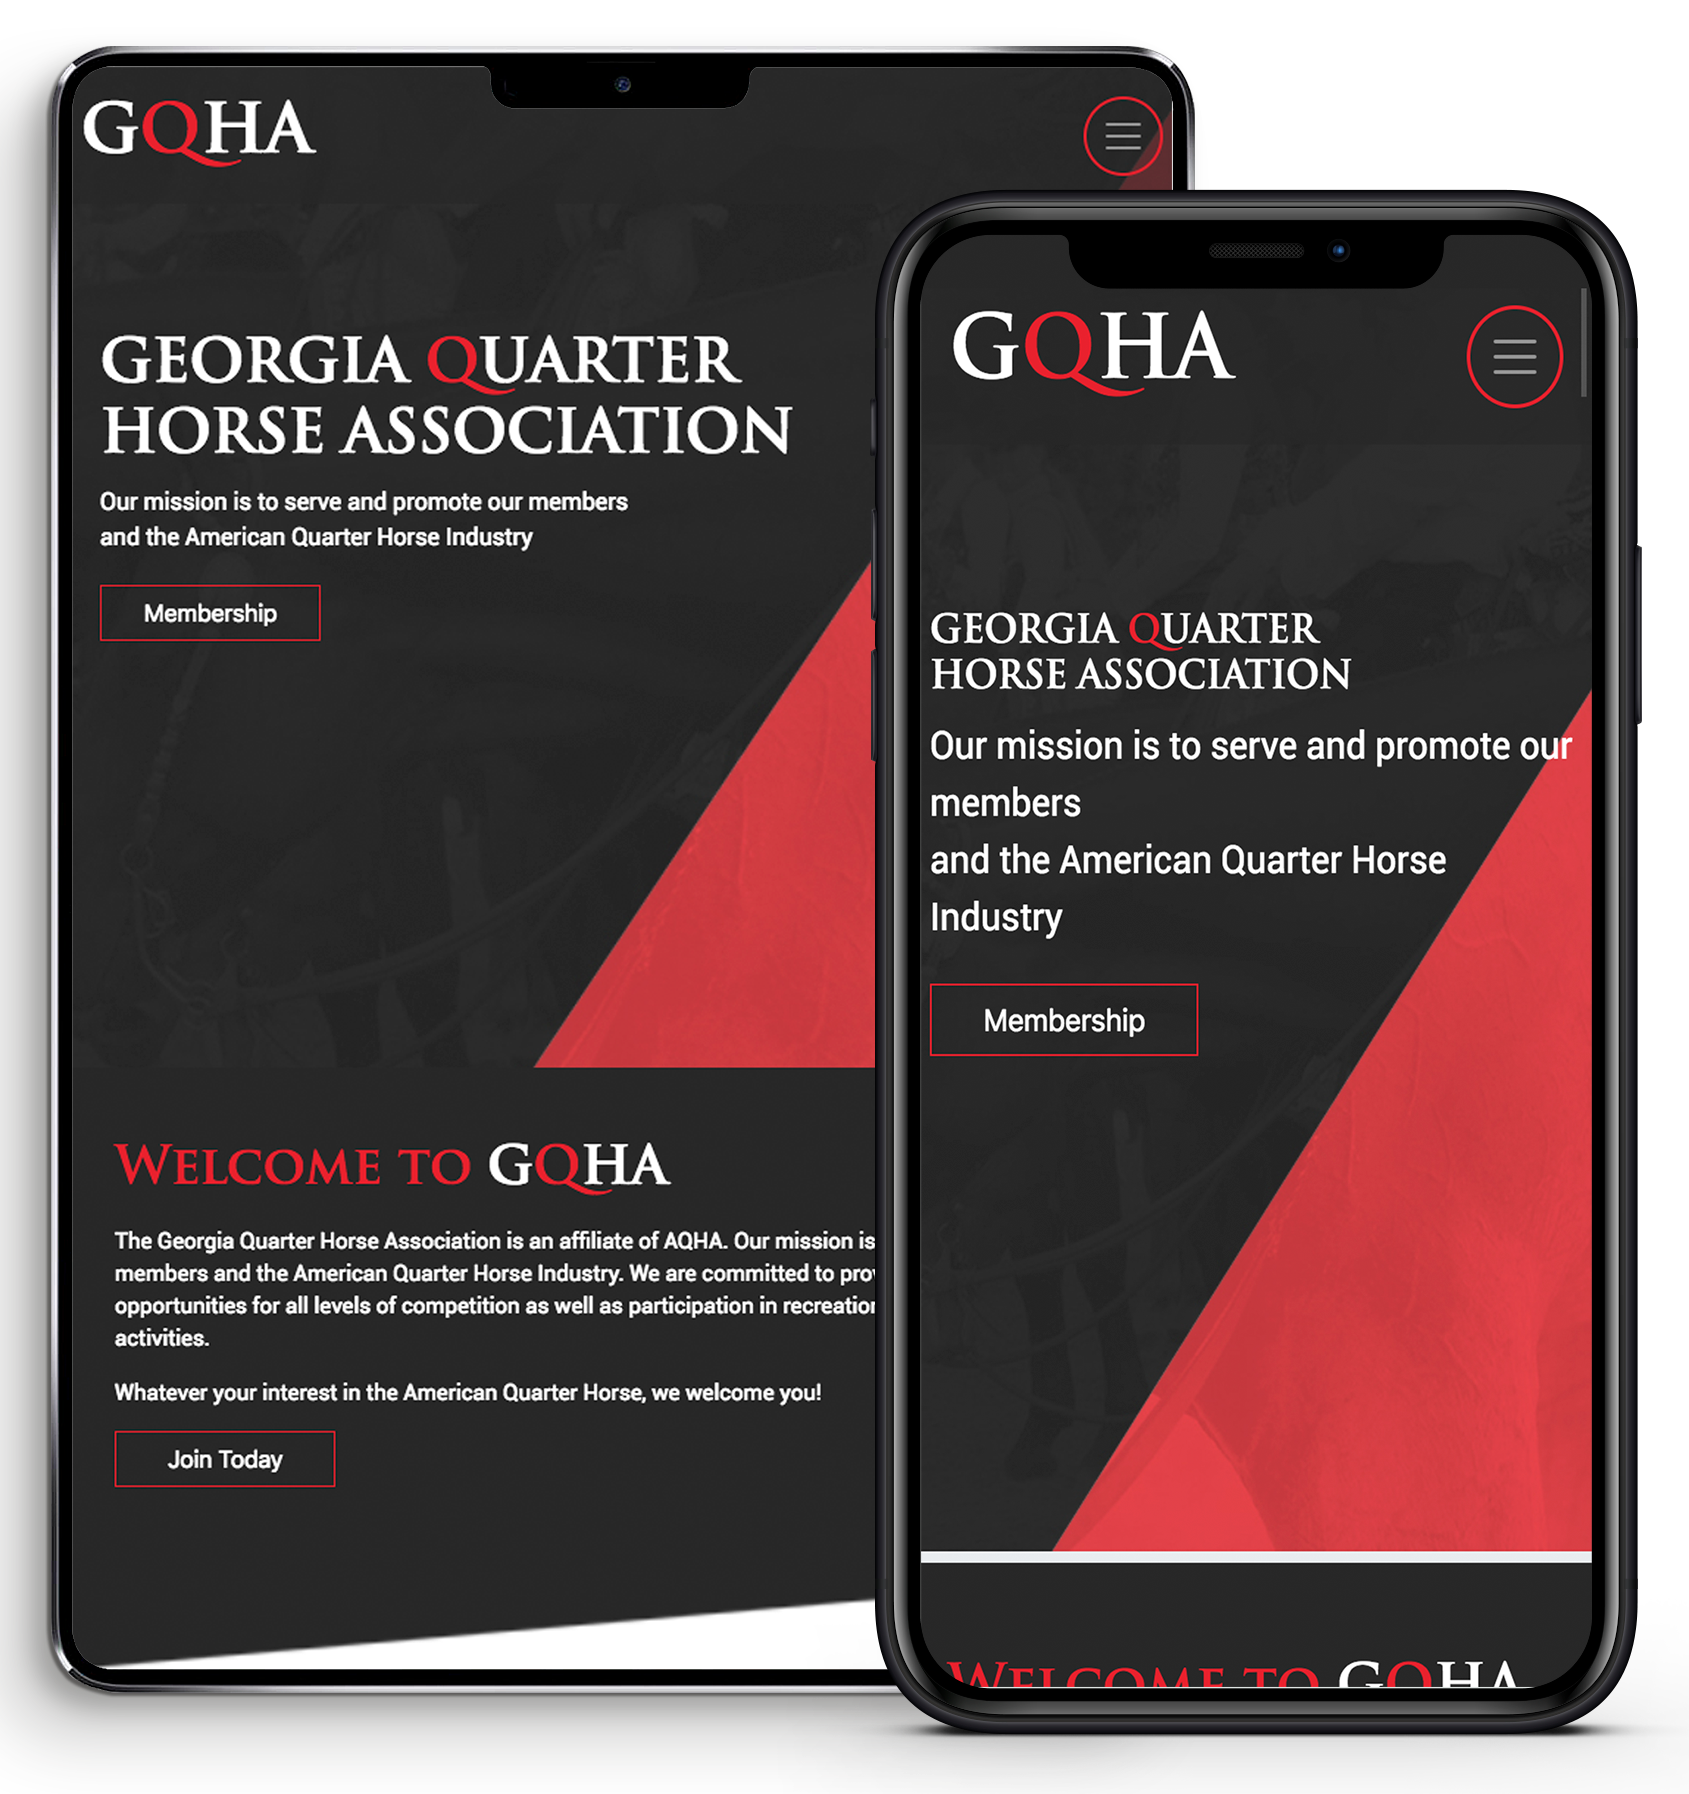 GQHA
GEORGIA QUARTER
HORSE ASSOCIATION
Our mission is to serve and promote our members
and the American Quarter Horse Industry
Membership
WELCOME TO GQHA
The Georgia Quarter Horse Association is an affiliate of AQHA. Our mission is
members and the American Quarter Horse Industry. We are committed to
opportunities for all levels of competition as well as participation in
activities.
Whatever your interest in the American Quarter Horse, we welcome you!
Join Today
GQHA
GEORGIA QUARTER
HORSE ASSOCIATION
Our mission is to serve and promote our
members
and the American Quarter Horse
Industry
Membership
WELCOME TO GQHA